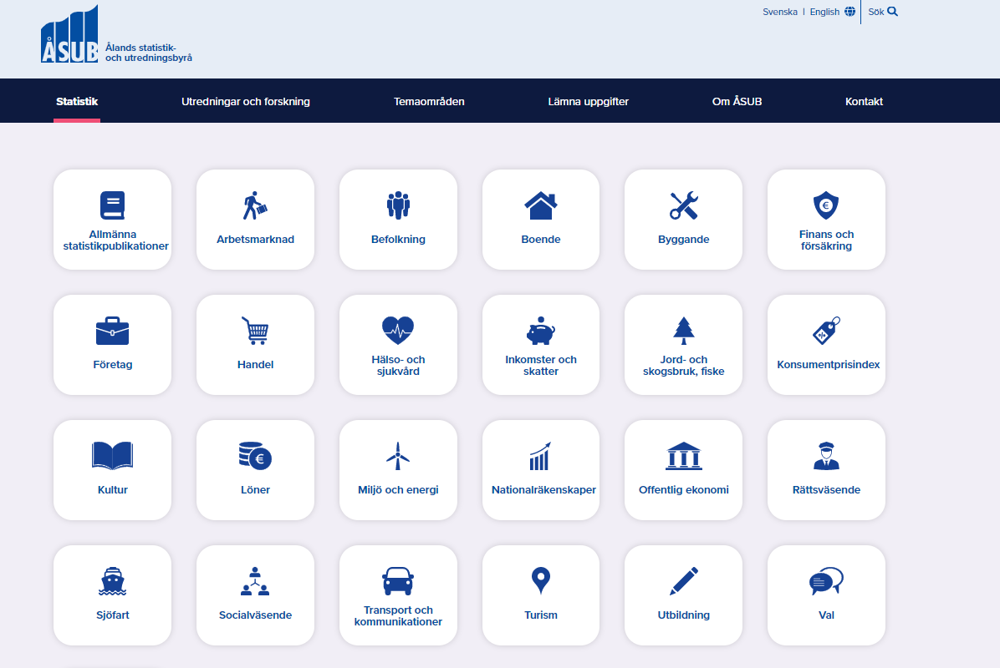 Svenska | English
Sök
ÅSUB
Ålands statistik-
och utredningsbyrå
Statistik
Utredningar och forskning
Temaområden
Lämna uppgifter
Om ÅSUB
Kontakt
Allmänna
statistikpublikationer
Arbetsmarknad
Befolkning
Boende
Byggande
Finans och
försäkring
Företag
Handel
Hälso- och
sjukvård
Inkomster och
skatter
Jord- och
skogsbruk, fiske
Konsumentprisindex
Kultur
Löner
Miljö och energi
Nationalräkenskaper
Offentlig ekonomi
Rättsväsende
Sjöfart
Socialväsende
Transport och
kommunikationer
Turism
Utbildning
Val